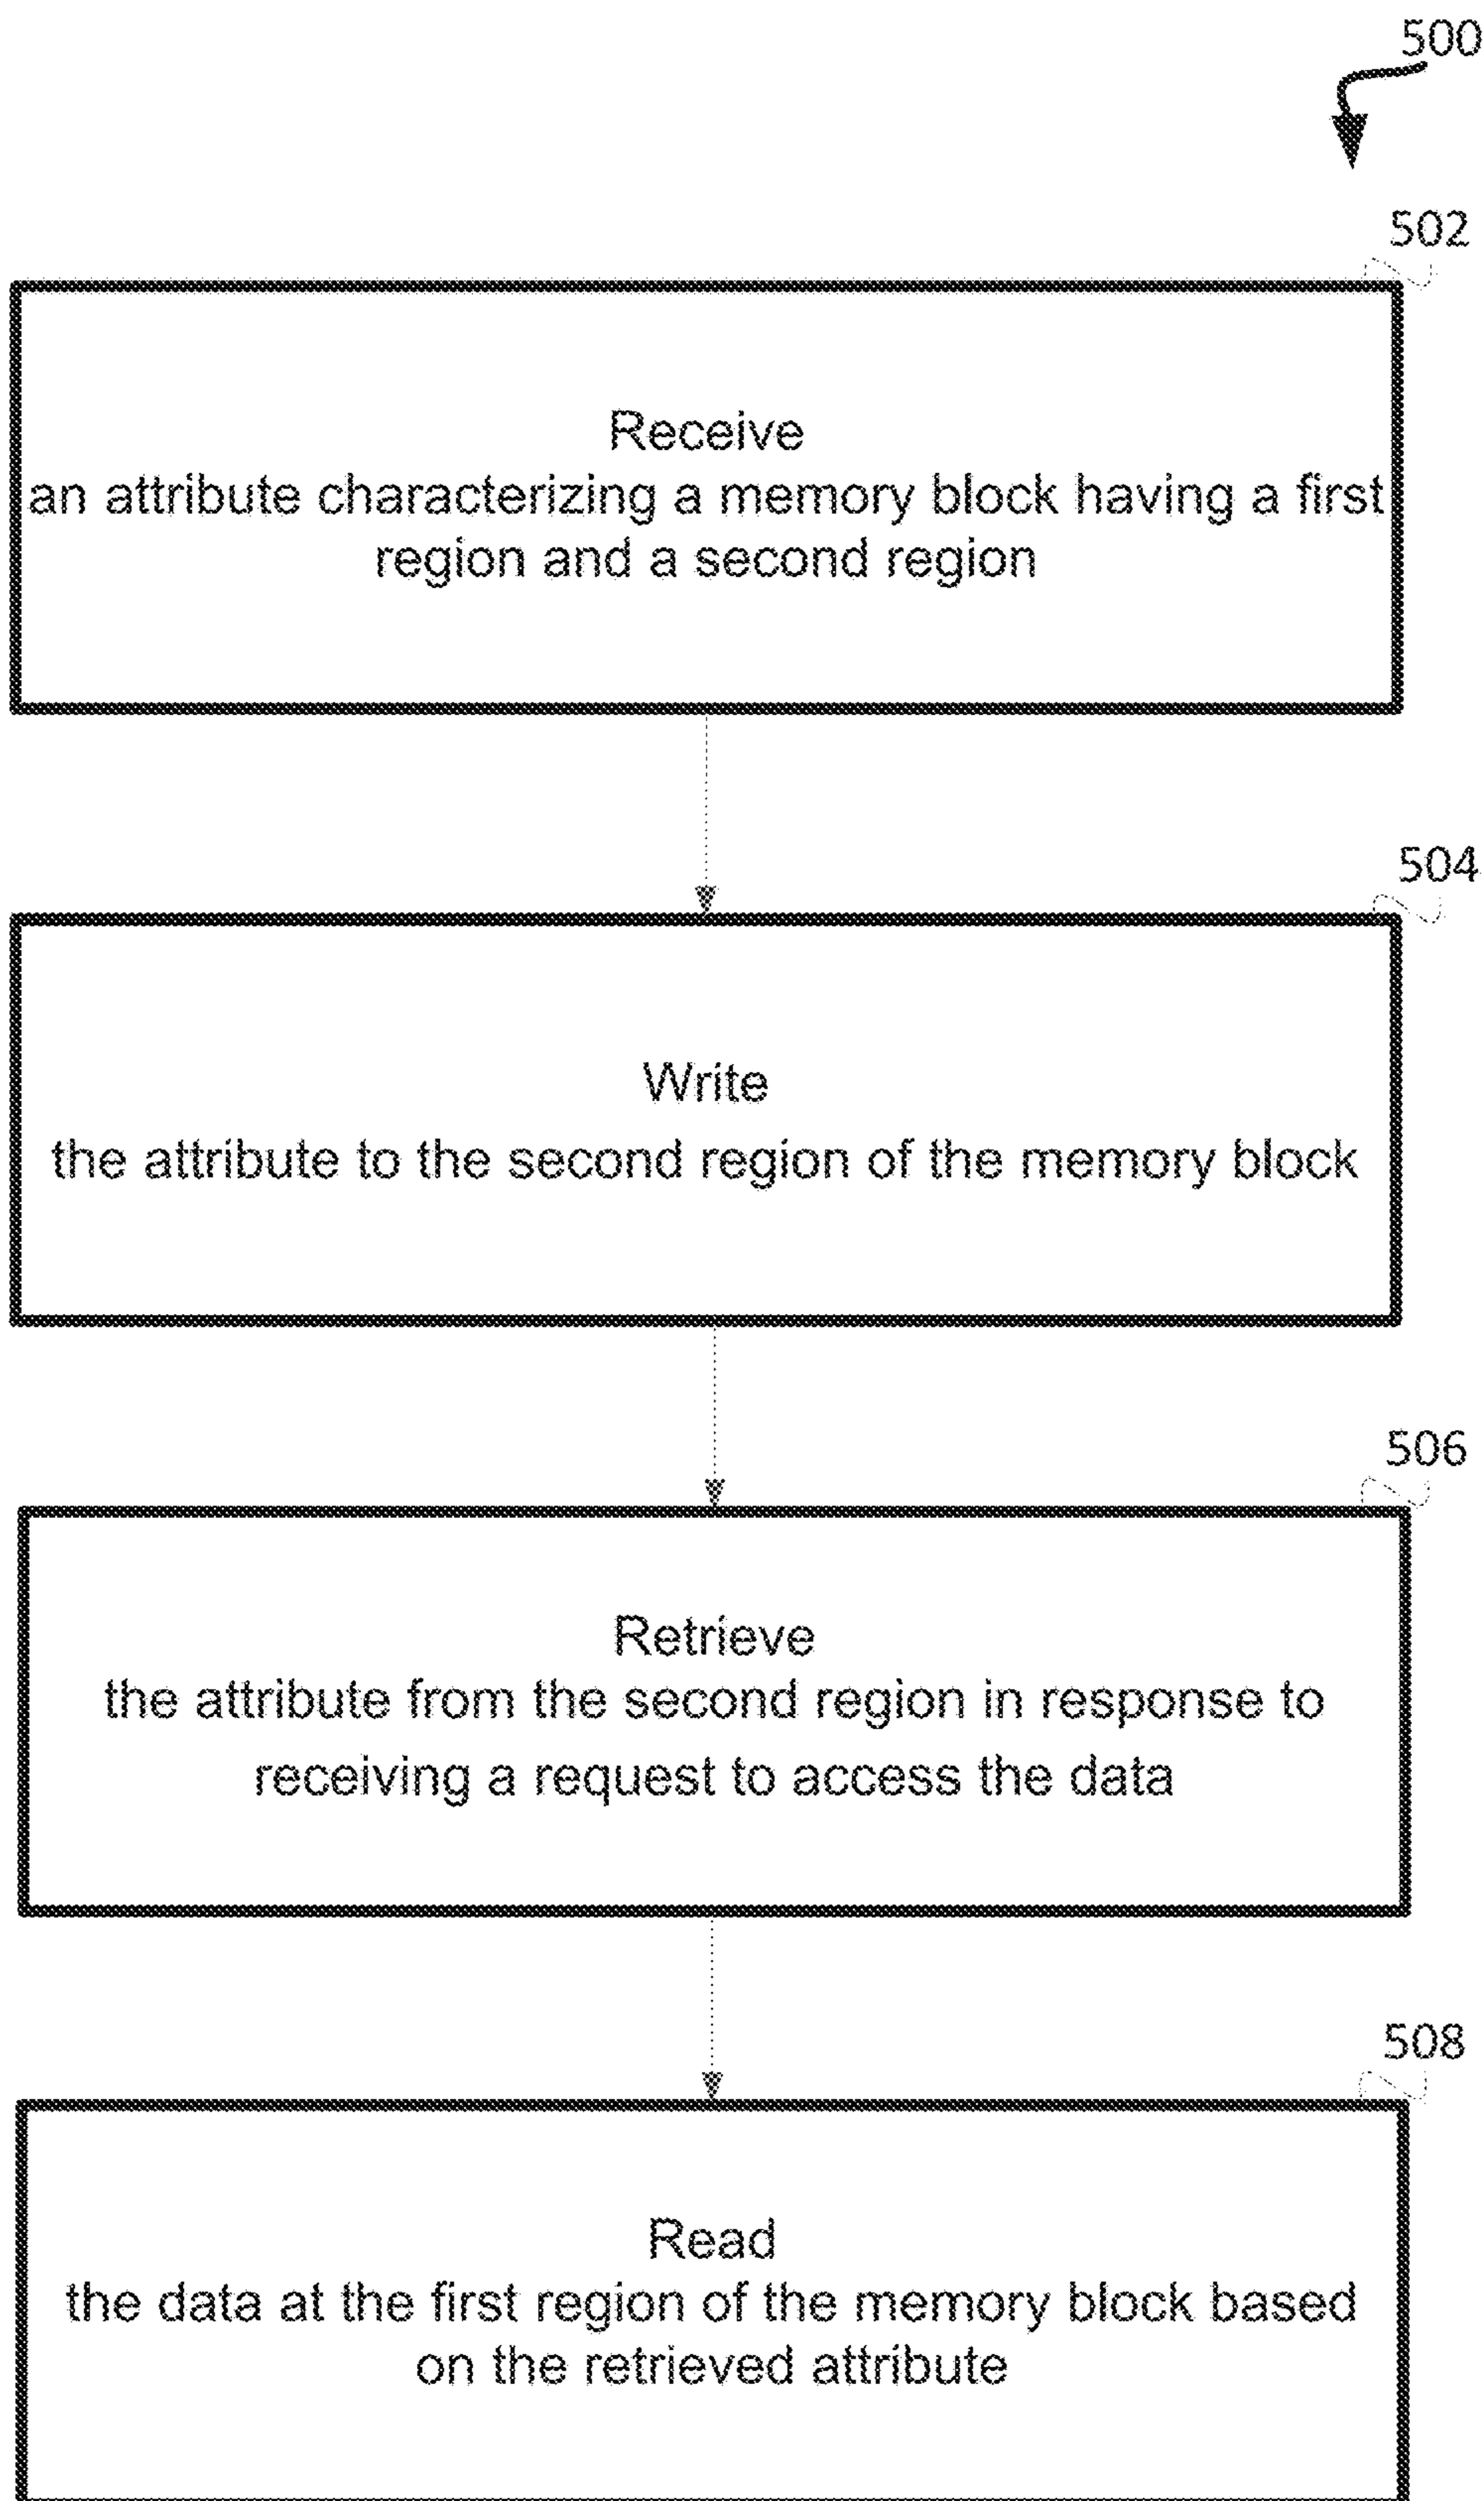 500
502
Receive
an attribute characterizing a memory block having a first
region and a second region
504
Write
the attribute to the second region of the memory block
506
Retrieve
the attribute from the second region in response to
receiving a request to access the data
508
Read
the data at the first region of the memory block based
on the retrieved attribute